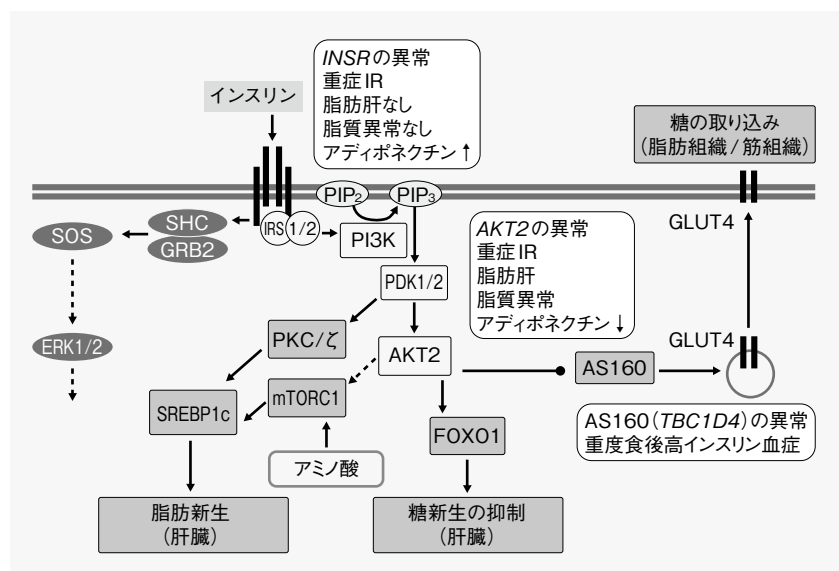 INSRの異常
重症IR
脂肪肝なし
脂質異常なし
アディポネクチン↑
インスリン
糖の取り込み
(脂肪組織/筋組織)
PIP2
PIP3
SHC
GRB2
SOS
IRS 1/2
PI3K
GLUT4
AKT2の異常
重症IR
脂肪肝
脂質異常
アディポネクチン↓
PDK1/2
ERK1/2
PKC/ζ
AKT2
GLUT4
AS160
mTORC1
SREBP1c
FOXO1
AS160(TBC1D4)の異常
重度食後高インスリン血症
アミノ酸
脂肪新生
(肝臓)
糖新生の抑制
(肝臓)